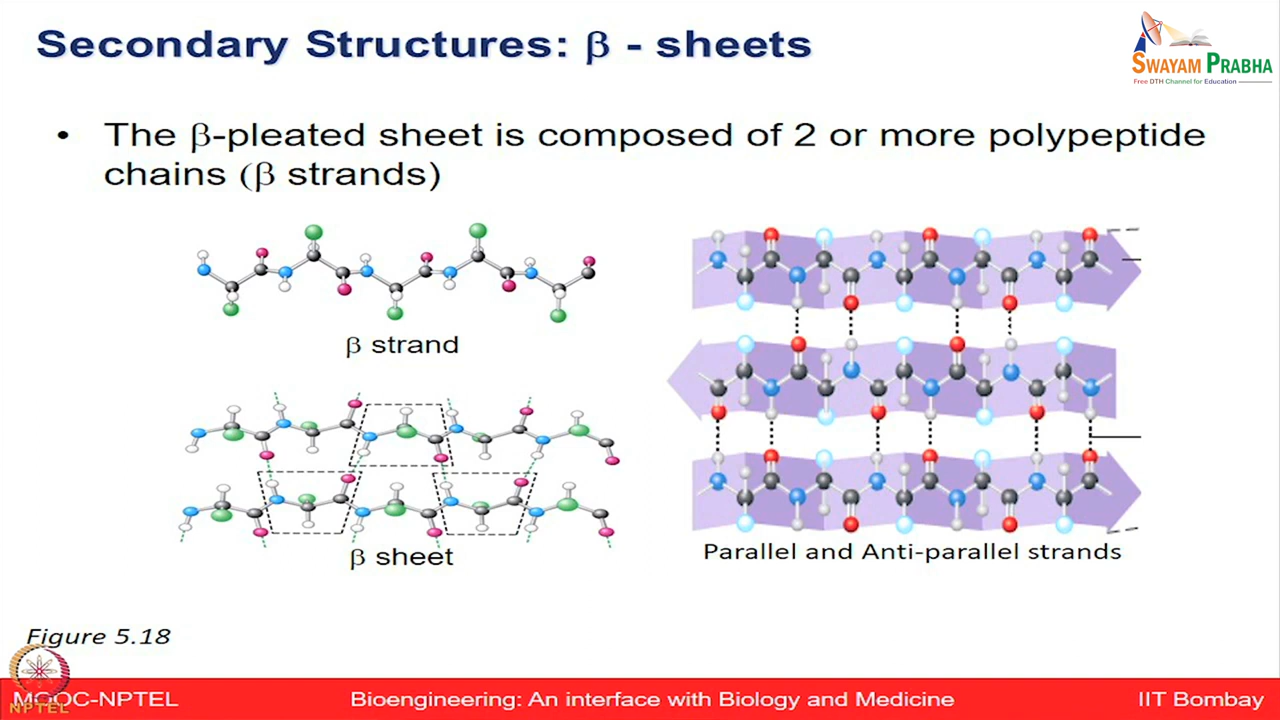 Secondary Structures: β - sheets
SWAYAM PRABHA
Free DTH Channel for Education
• The β-pleated sheet is composed of 2 or more polypeptide
chains (β strands)
β strand
β sheet
Parallel and Anti-parallel strands
Figure 5.18
MOOC-NPTEL
NPTEL
Bioengineering: An interface with Biology and Medicine
IIT Bombay